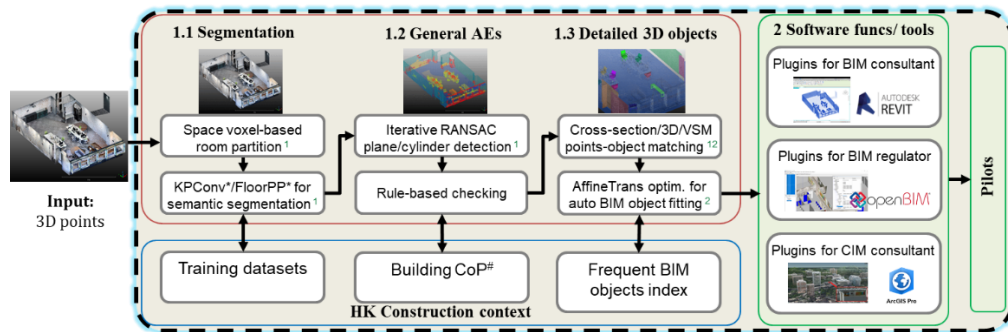 1.1 Segmentation
1.2 General AEs
1.3 Detailed 3D objects
2 Software funcs/ tools
Input:
3D points
Space voxel-based
room partition 1
KPConv*/FloorPP* for
semantic segmentation 1
Iterative RANSAC
plane/cylinder detection 1
Rule-based checking
Cross-section/3D/VSM
points-object matching 12
AffineTrans optim. for
auto BIM object fitting 2
Training datasets
Building CoP#
Frequent BIM
objects index
HK Construction context
Plugins for BIM consultant
AUTODESK
REVIT
Plugins for BIM regulator
openBIM
Plugins for CIM consultant
ArcGIS Pro
Pilots